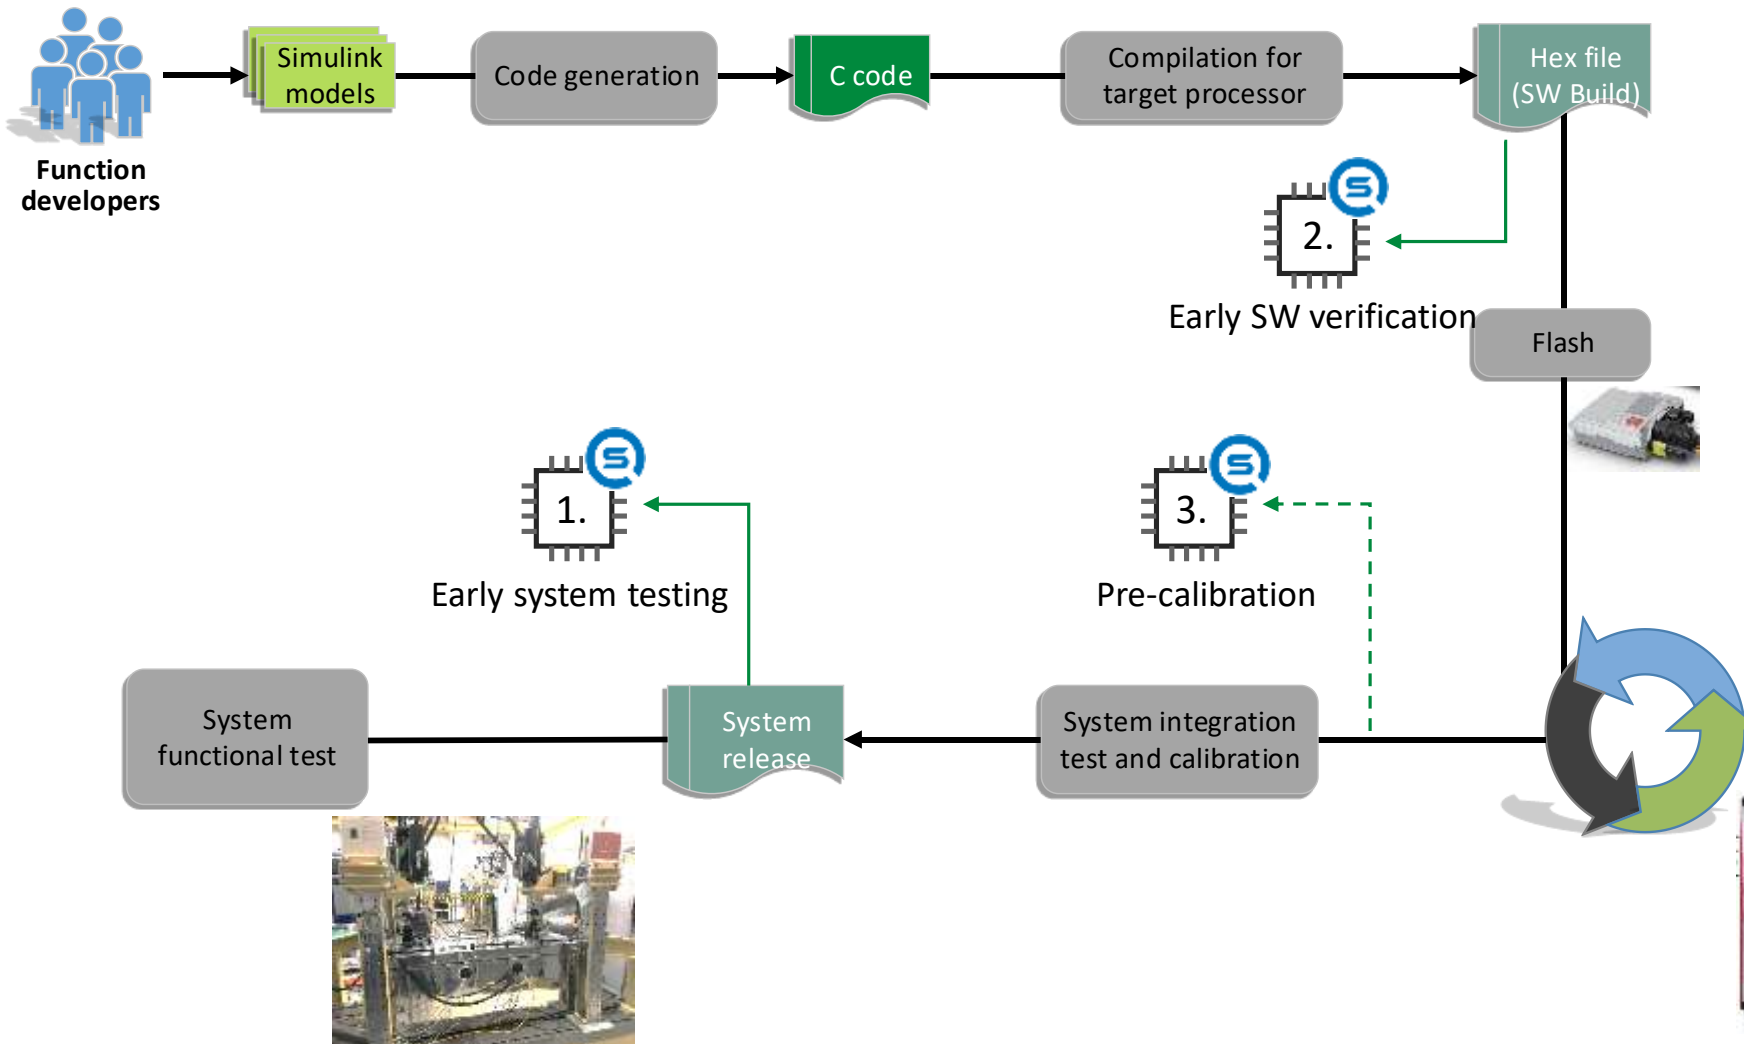 Simulink
models
Code generation
C code
Compilation for
target processor
Hex file
(SW Build)
Function
developers
S
2.
Early SW verification
Flash
S
1.
Early system testing
S
3.
Pre-calibration
System
functional test
System
release
System integration
test and calibration